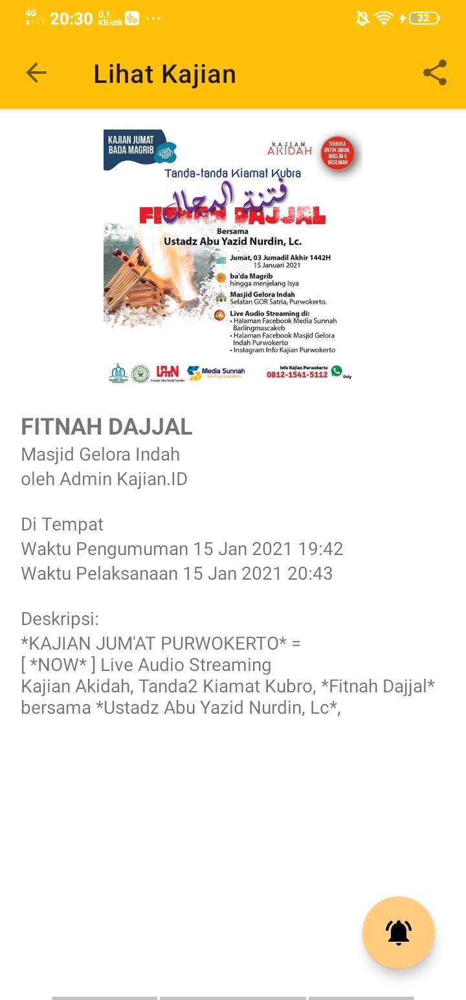 4G 20:30 0,1 KB/dtk 32
Lihat Kajian
KAJIAN JUMAT
BADA MAGRIB
KAJIAN
AKIDAH
TERBUKA
UNTUK UMUM,
MUSLIM &
MUSLIMAH
Tanda-tanda Kiamat Kubra
فتنة الدجال
FITNAH DAJJAL
Bersama
Ustadz Abu Yazid Nurdin, Lc.
Jumat, 03 Jumadil Akhir 1442H
15 Januari 2021
ba'da Magrib
hingga menjelang Isya
Masjid Gelora Indah
Selatan GOR Satria, Purwokerto.
Live Audio Streaming di:
• Halaman Facebook Media Sunnah
Barlingmascakeb
• Halaman Facebook Masjid Gelora
Indah Purwokerto
• Instagram Info Kajian Purwokerto
Ustadz Abu Yazid Nurdin
Media Sunnah
Barlingmascakeb
Info Kajian Purwokerto
0812-1541-5112
Only
FITNAH DAJJAL
Masjid Gelora Indah
oleh Admin Kajian.ID
Di Tempat
Waktu Pengumuman 15 Jan 2021 19:42
Waktu Pelaksanaan 15 Jan 2021 20:43
Deskripsi:
*KAJIAN JUM'AT PURWOKERTO* =
[ *NOW* ] Live Audio Streaming
Kajian Akidah, Tanda2 Kiamat Kubro, *Fitnah Dajjal*
bersama *Ustadz Abu Yazid Nurdin, Lc*,